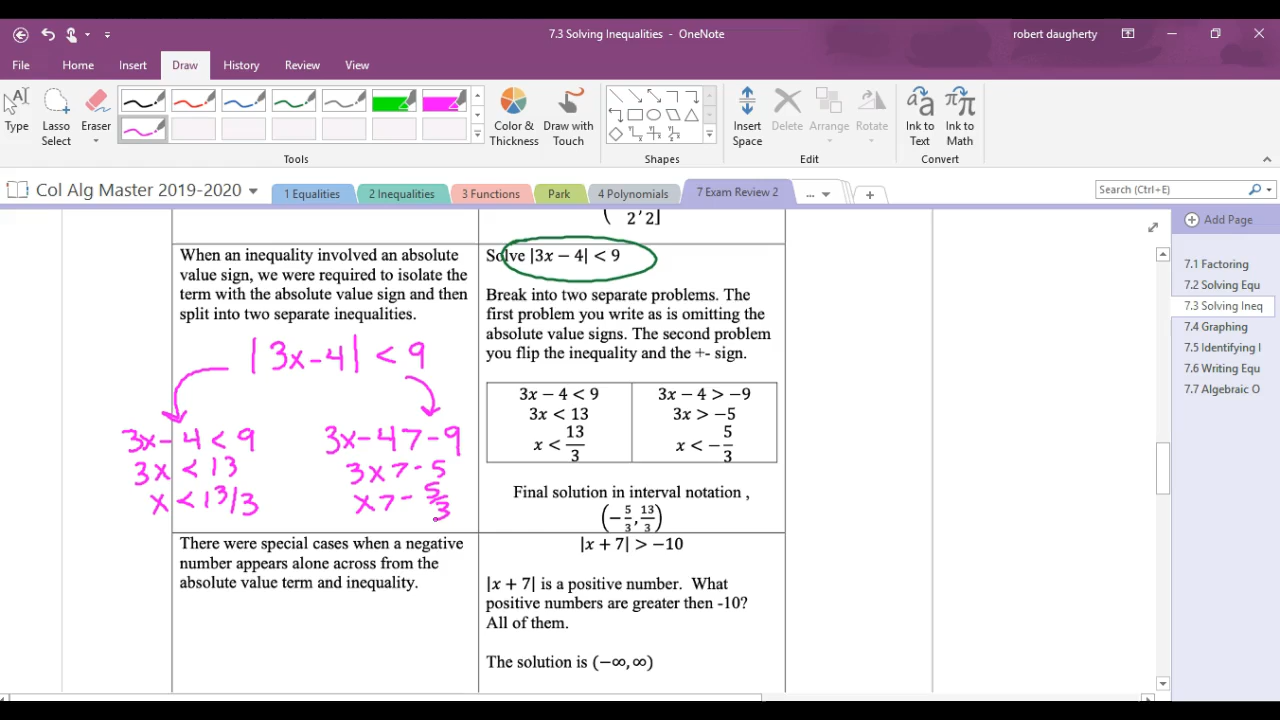 7.3 Solving Inequalities - OneNote
robert daugherty
File Home Insert Draw History Review View
Type
Lasso Select
Eraser
Color & Thickness
Draw with Touch
Insert Space
Delete
Arrange
Rotate
Ink to Text
Ink to Math
Tools
Shapes
Edit
Convert
Col Alg Master 2019-2020
1 Equalities
2 Inequalities
3 Functions
Park
4 Polynomials
7 Exam Review 2
...
Search (Ctrl+E)
Add Page
7.1 Factoring
7.2 Solving Equ
7.3 Solving Ineq
7.4 Graphing
7.5 Identifying I
7.6 Writing Equ
7.7 Algebraic O
( 2 ' 2]
When an inequality involved an absolute
value sign, we were required to isolate the
term with the absolute value sign and then
split into two separate inequalities.
|3x-4| < 9
3x-4 < 9
3x < 13
x < 13/3
3x-4 > -9
3x > -5
x > -5/3
Solve |3x − 4| < 9
Break into two separate problems. The
first problem you write as is omitting the
absolute value signs. The second problem
you flip the inequality and the +- sign.
3x − 4 < 9
3x < 13
x < 13/3
3x − 4 > −9
3x > −5
x < − 5/3
Final solution in interval notation ,
(− 5/3, 13/3)
There were special cases when a negative
number appears alone across from the
absolute value term and inequality.
|x + 7| > −10
|x + 7| is a positive number. What
positive numbers are greater then -10?
All of them.
The solution is (−∞, ∞)